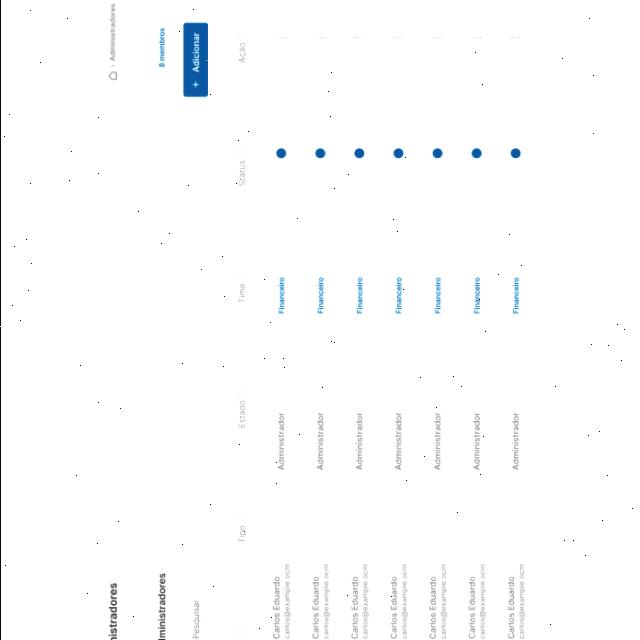 istradores
> Administradores
lministradores
8 membros
Pesquisar
+ Adicionar
Tipo
Estado
Time
Status
Ação
Carlos Eduardo
carlos@example.ocm
Administrador
Financeiro
Carlos Eduardo
carlos@example.ocm
Administrador
Financeiro
Carlos Eduardo
carlos@example.ocm
Administrador
Financeiro
Carlos Eduardo
carlos@example.ocm
Administrador
Financeiro
Carlos Eduardo
carlos@example.ocm
Administrador
Financeiro
Carlos Eduardo
carlos@example.ocm
Administrador
Financeiro
Carlos Eduardo
carlos@example.ocm
Administrador
Financeiro